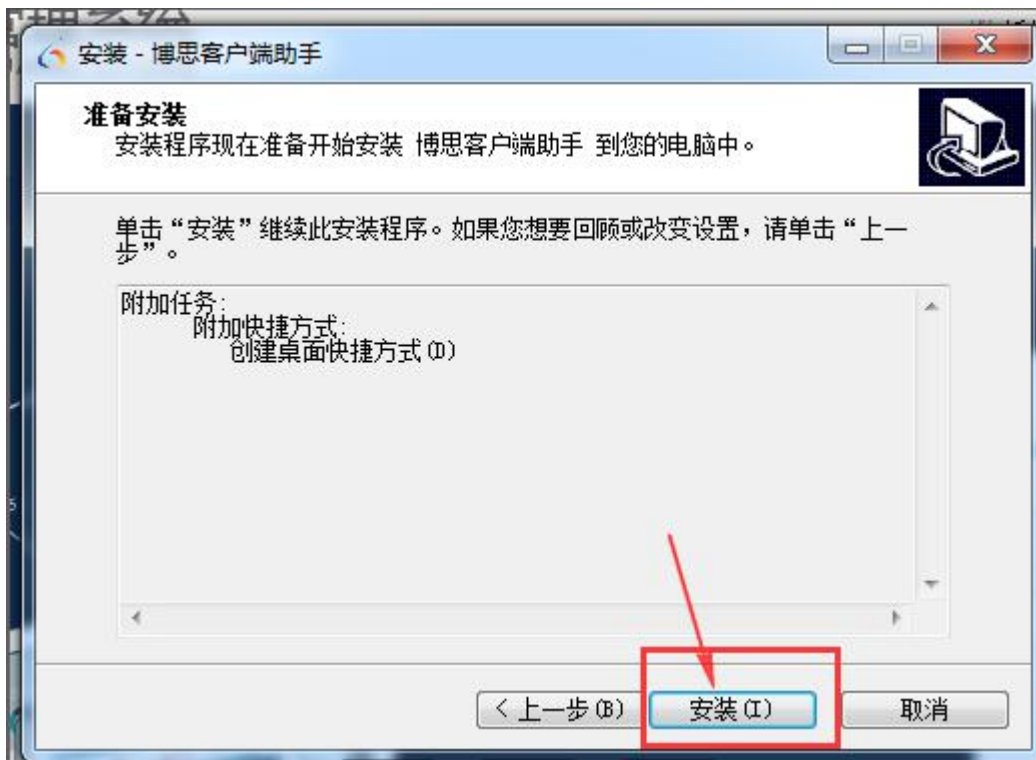 安装 - 博思客户端助手
准备安装
安装程序现在准备开始安装 博思客户端助手 到您的电脑中。
单击“安装”继续此安装程序。如果您想要回顾或改变设置，请单击“上一
步”。
附加任务:
附加快捷方式:
创建桌面快捷方式(D)
< 上一步(B)
安装(I)
取消